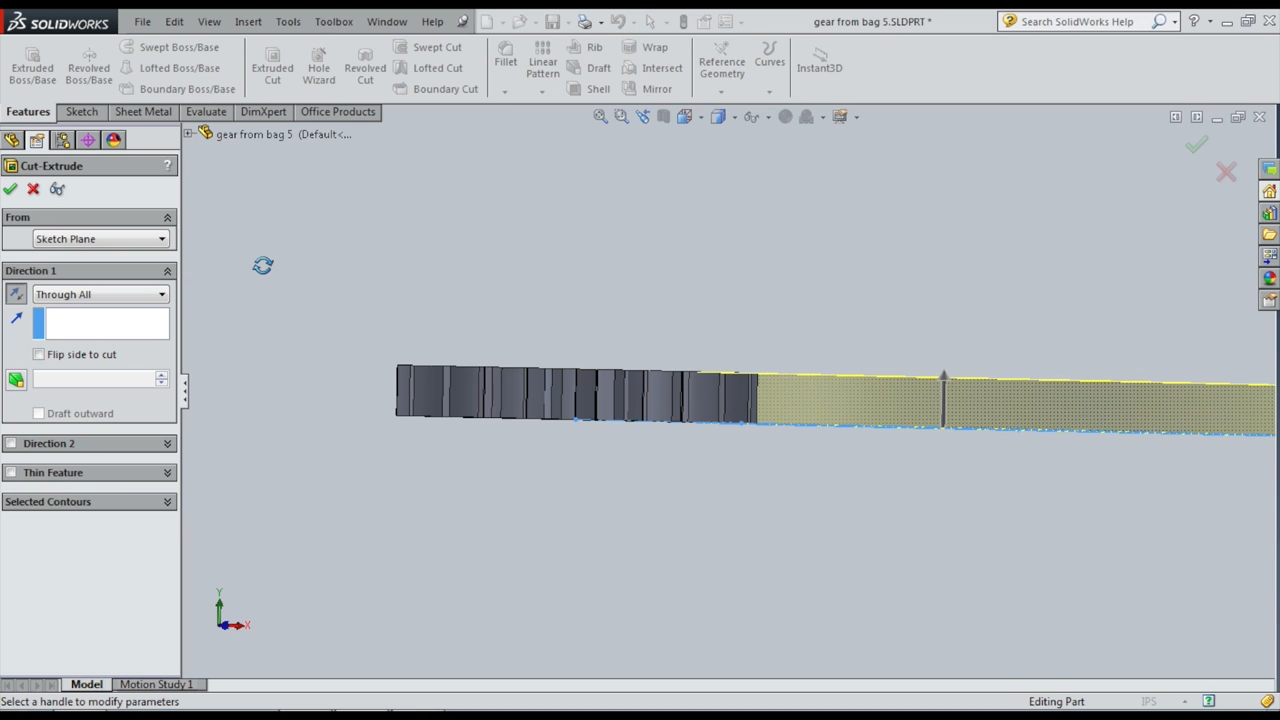 SOLIDWORKS File Edit View Insert Tools Toolbox Window Help gear from bag 5.SLDPRT * Search SolidWorks Help
Extruded Boss/Base
Revolved Boss/Base
Swept Boss/Base
Lofted Boss/Base
Boundary Boss/Base
Extruded Cut
Hole Wizard
Revolved Cut
Swept Cut
Lofted Cut
Boundary Cut
Fillet
Linear Pattern
Rib
Draft
Shell
Wrap
Intersect
Mirror
Reference Geometry
Curves
Instant3D
Features Sketch Sheet Metal Evaluate DimXpert Office Products
gear from bag 5 (Default<...
Cut-Extrude ?
From
Sketch Plane
Direction 1
Through All
Flip side to cut
Draft outward
Direction 2
Thin Feature
Selected Contours
Y
X
Model Motion Study 1
Select a handle to modify parameters Editing Part IPS ?